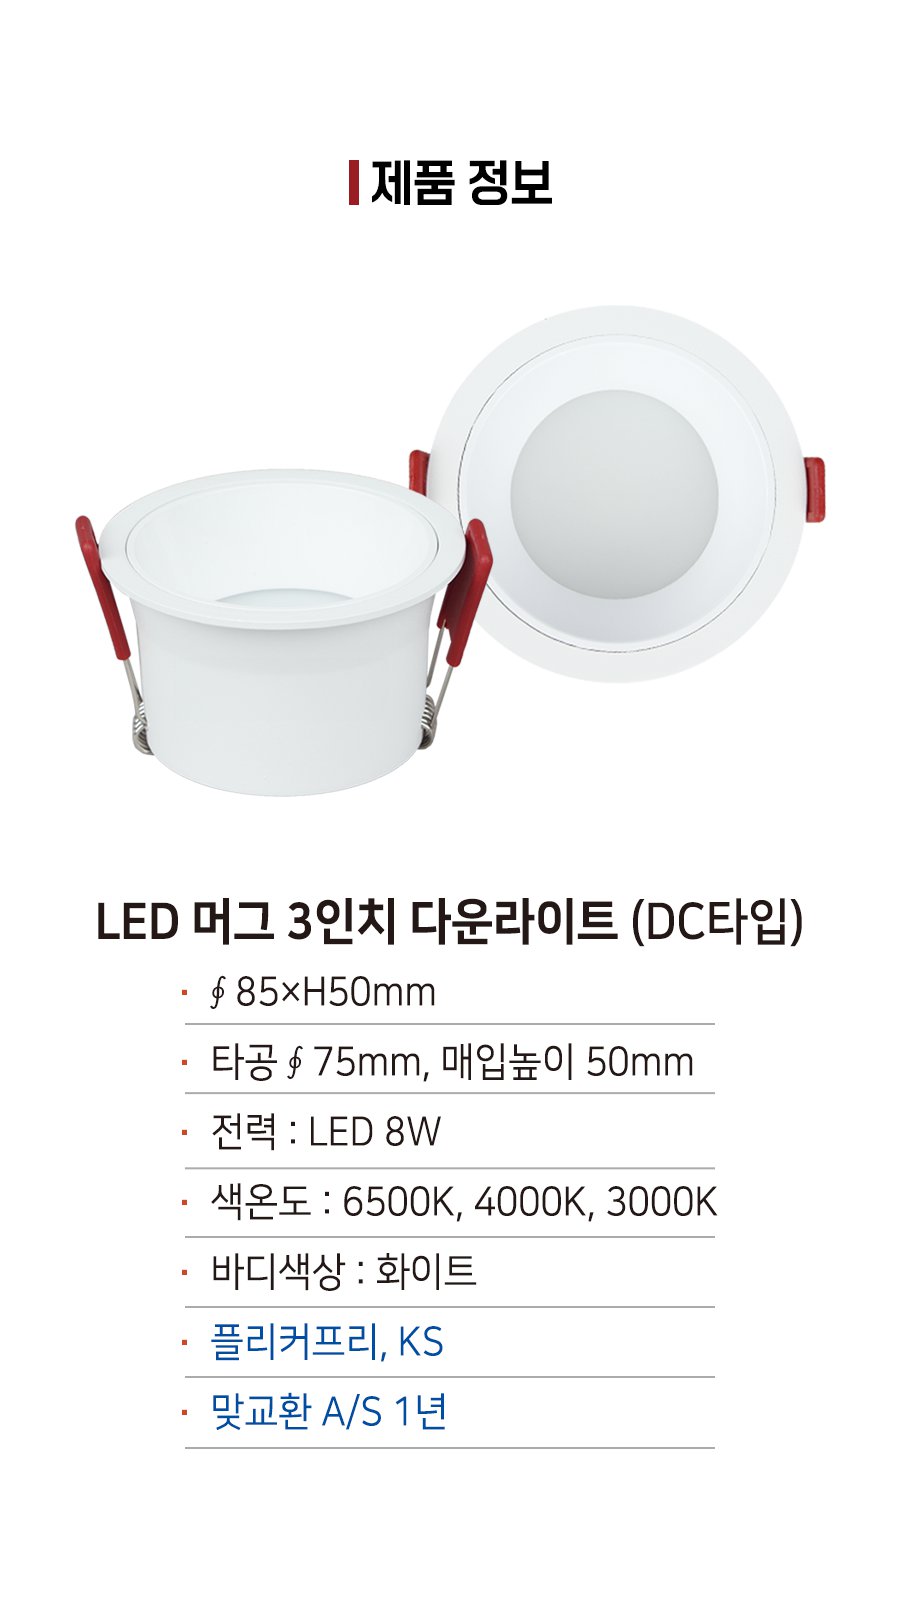 제품 정보
LED 머그 3인치 다운라이트 (DC타입)
· ∮ 85×H50mm
· 타공 ∮ 75mm, 매입높이 50mm
· 전력 : LED 8W
· 색온도 : 6500K, 4000K, 3000K
· 바디색상 : 화이트
· 플리커프리, KS
· 맞교환 A/S 1년